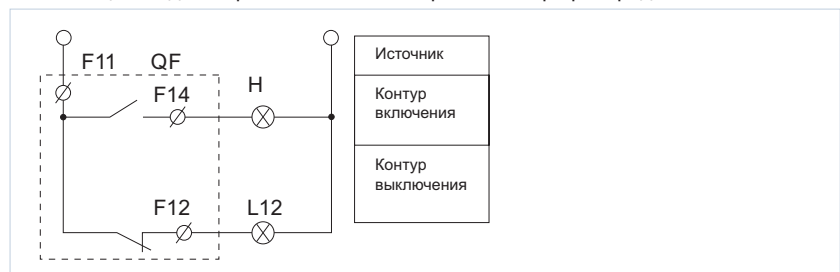 F11 QF
F14
H
F12
L12
Источник
Контур
включения
Контур
выключения